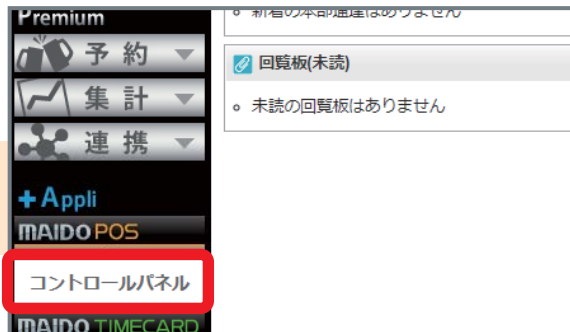 Premium
予約
集計
連携
+Appli
MAIDO POS
コントロールパネル
MAIDO TIMECARD
新着の本部通達はありません
回覧板(未読)
未読の回覧板はありません